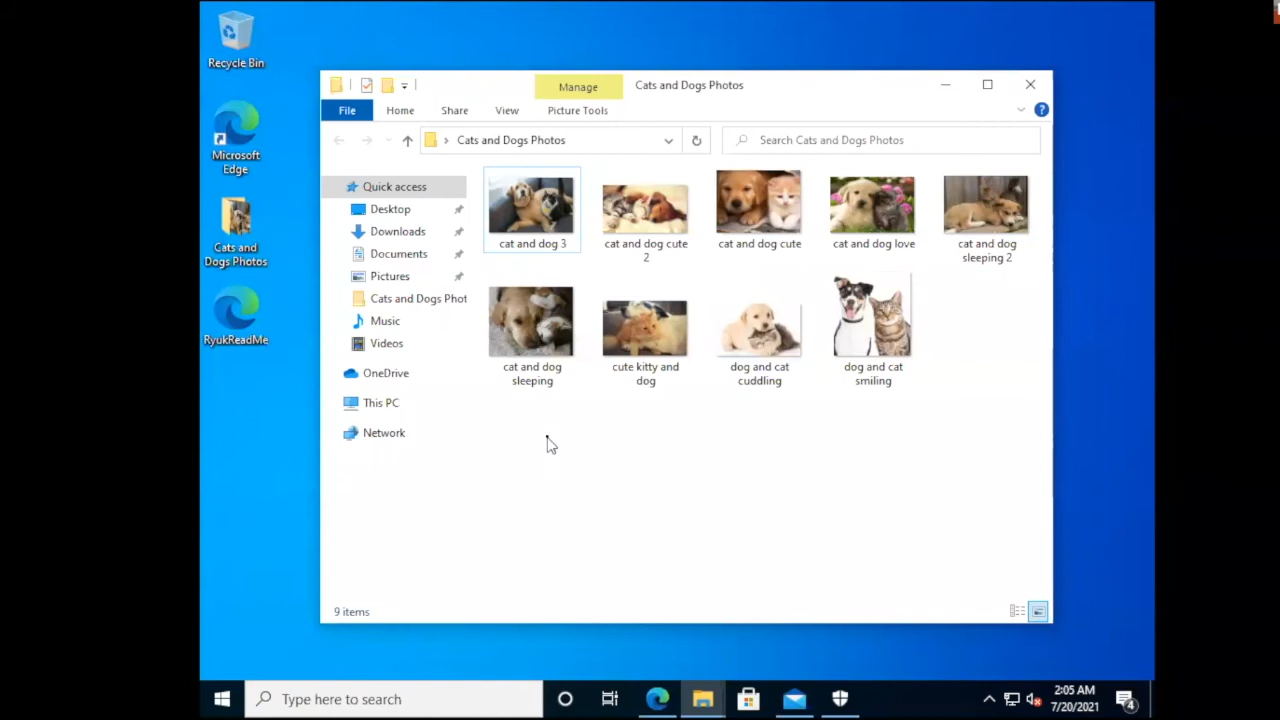 Recycle Bin
Microsoft
Edge
Cats and
Dogs Photos
RyukReadMe
Manage
Cats and Dogs Photos
File
Home
Share
View
Picture Tools
?
Cats and Dogs Photos
Search Cats and Dogs Photos
Quick access
Desktop
Downloads
Documents
Pictures
Cats and Dogs Phot
Music
Videos
OneDrive
This PC
Network
cat and dog 3
cat and dog cute
2
cat and dog cute
cat and dog love
cat and dog
sleeping 2
cat and dog
sleeping
cute kitty and
dog
dog and cat
cuddling
dog and cat
smiling
9 items
Type here to search
2:05 AM
7/20/2021
4